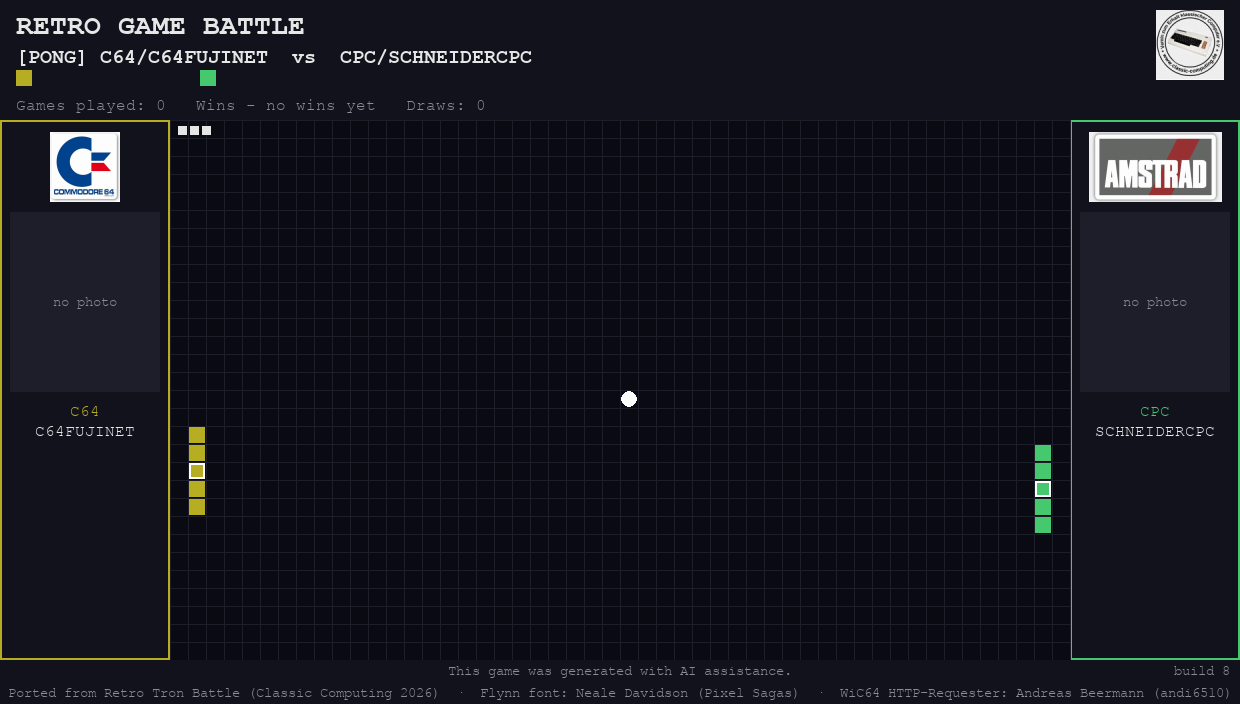 RETRO GAME BATTLE
[PONG] C64/C64FUJINET vs CPC/SCHNEIDERCPC
Games played: 0 Wins - no wins yet Draws: 0
COMMODORE 64
AMSTRAD
no photo
no photo
C64
C64FUJINET
CPC
SCHNEIDERCPC
This game was generated with AI assistance.
build 8
Ported from Retro Tron Battle (Classic Computing 2026) · Flynn font: Neale Davidson (Pixel Sagas) · WiC64 HTTP-Requester: Andreas Beermann (andi6510)